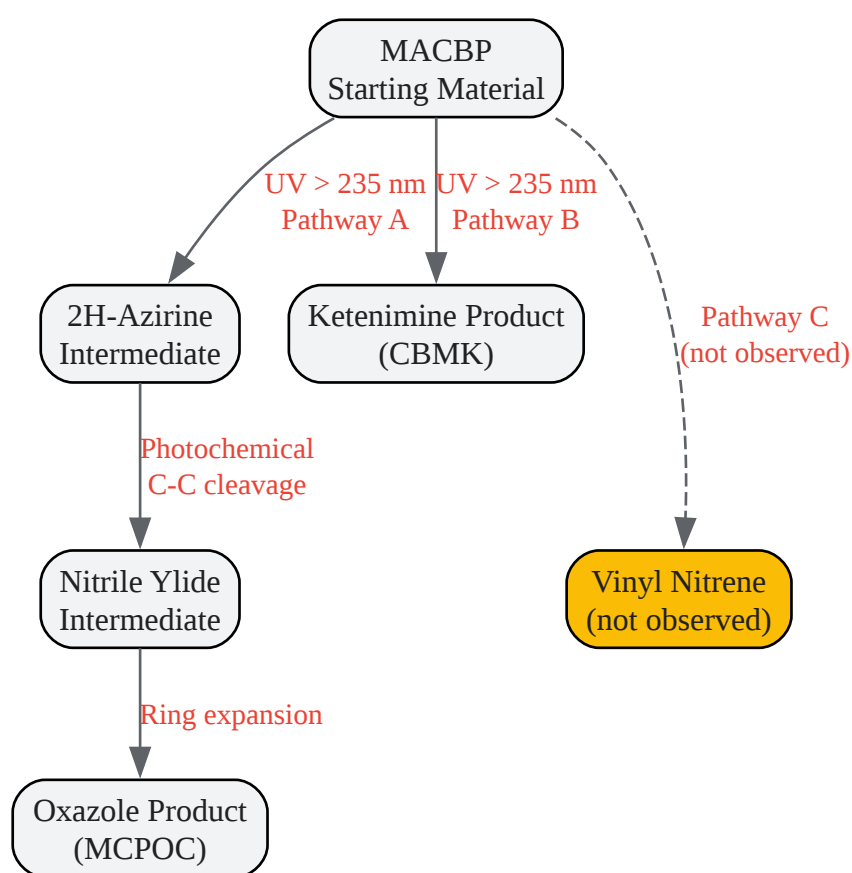 MACBP
Starting Material
UV > 235 nm
Pathway A
UV > 235 nm
Pathway B
2H-Azirine
Intermediate
Ketenimine Product
(CBMK)
Pathway C
(not observed)
Photochemical
C-C cleavage
Nitrile Ylide
Intermediate
Vinyl Nitrene
(not observed)
Ring expansion
Oxazole Product
(MCPOC)